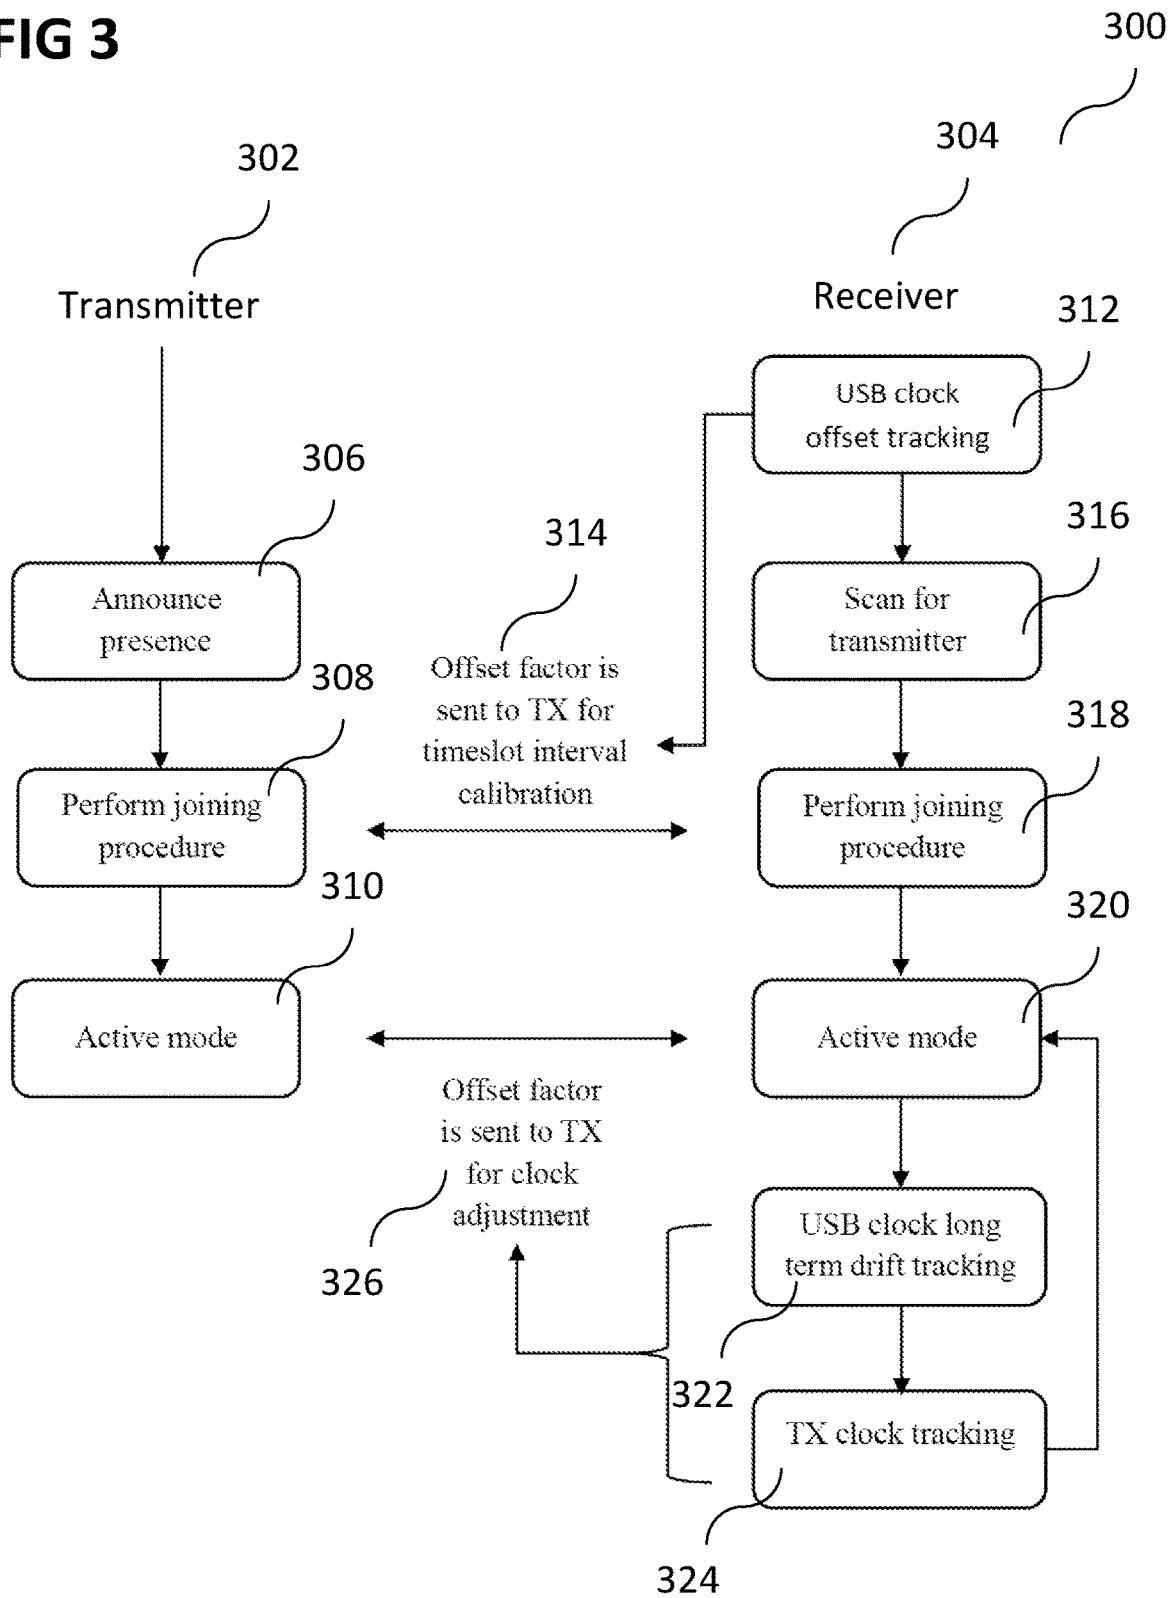 FIG 3
300
304
302
Transmitter
Receiver
312
USB clock
offset tracking
306
314
316
Announce
presence
Scan for
transmitter
308
Offset factor is
sent to TX for
timeslot interval
calibration
318
Perform joining
procedure
Perform joining
procedure
310
320
Active mode
Active mode
Offset factor
is sent to TX
for clock
adjustment
326
USB clock long
term drift tracking
322
TX clock tracking
324